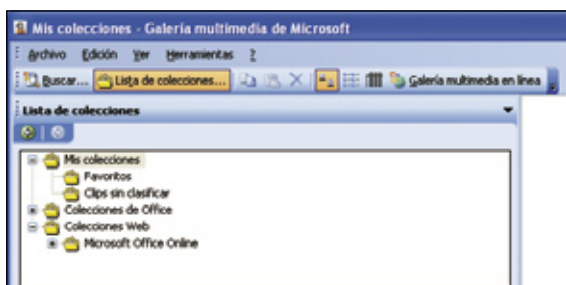 Mis colecciones - Galería multimedia de Microsoft
Archivo Edición Ver Herramientas ?
Buscar... Lista de colecciones... Galería multimedia en línea
Lista de colecciones
Mis colecciones
Favoritos
Clips sin clasificar
Colecciones de Office
Colecciones Web
Microsoft Office Online